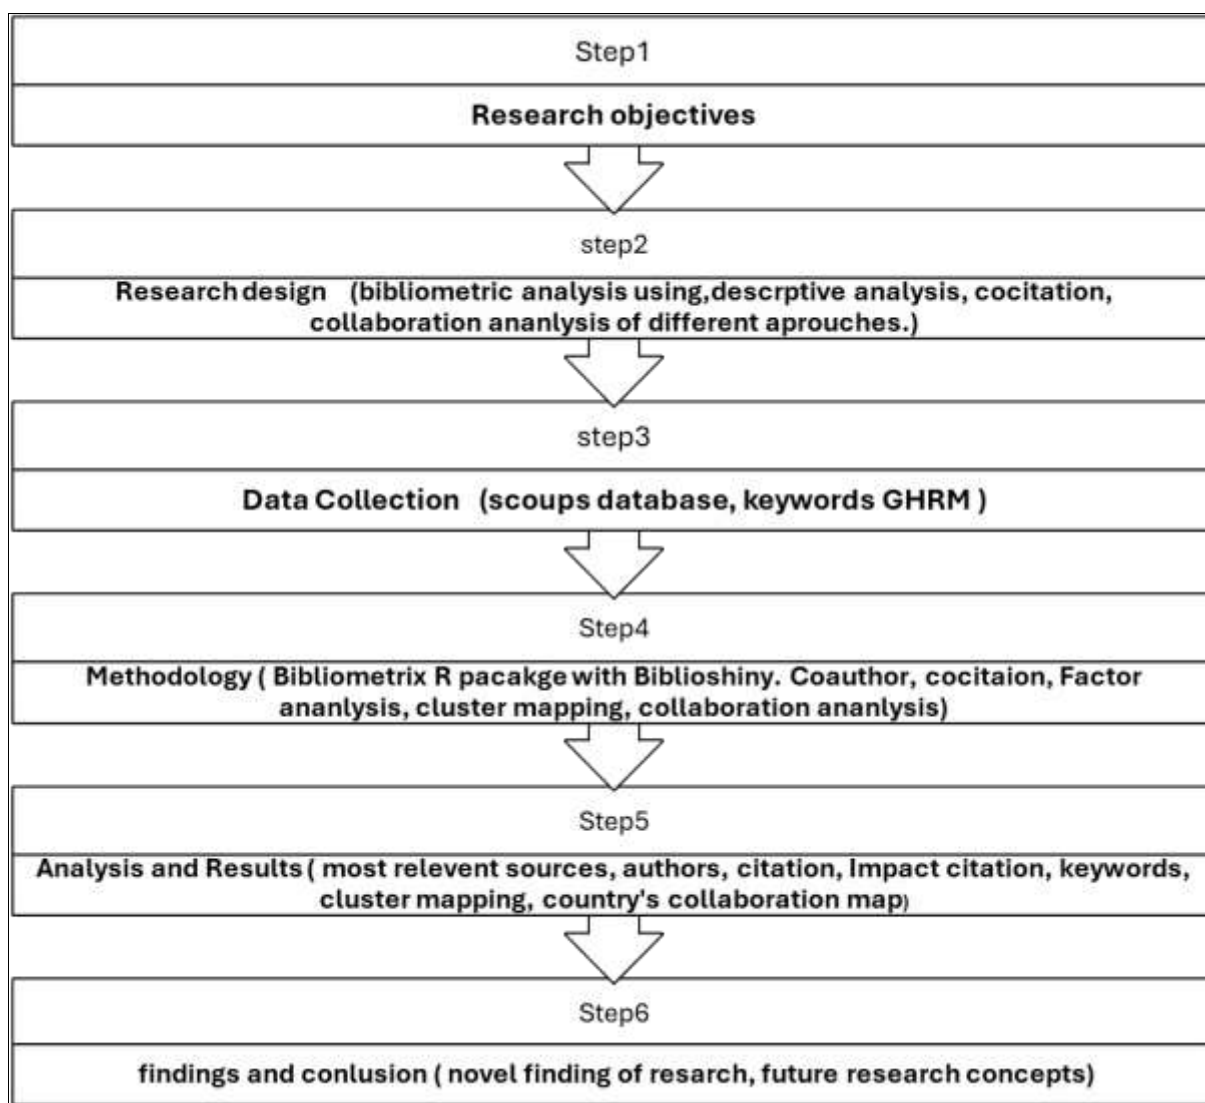 Step1
Research objectives
step2
Research design (bibliometric analysis using,descrptive analysis, cocitation,
collaboration ananlysis of different aprouches.)
step3
Data Collection (scoups database, keywords GHRM )
Step4
Methodology ( Bibliometrix R pacakge with Biblioshiny. Coauthor, cocitaion, Factor
ananlysis, cluster mapping, collaboration ananlysis)
Step5
Analysis and Results ( most relevent sources, authors, citation, Impact citation, keywords,
cluster mapping, country's collaboration map)
Step6
findings and conlusion ( novel finding of resarch, future research concepts)